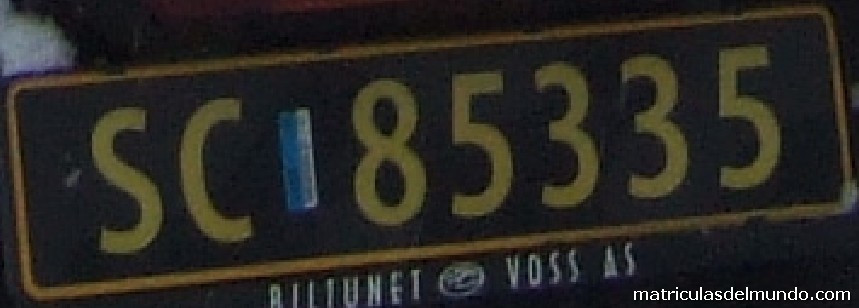 SC 85335
BILTUNET VOSS AS
matriculasdelmundo.com